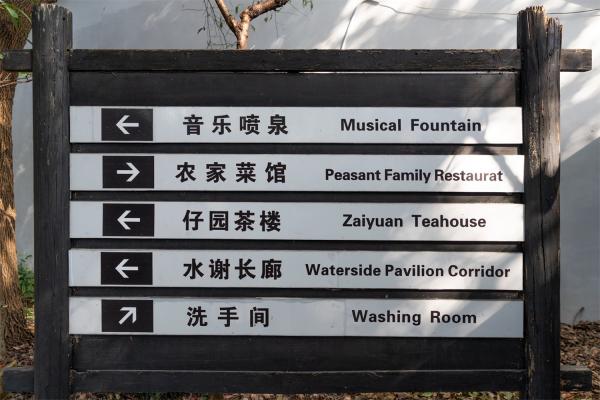 ← 音乐喷泉 Musical Fountain
→ 农家菜馆 Peasant Family Restaurat
← 仔园茶楼 Zaiyuan Teahouse
← 水谢长廊 Waterside Pavilion Corridor
↗ 洗手间 Washing Room